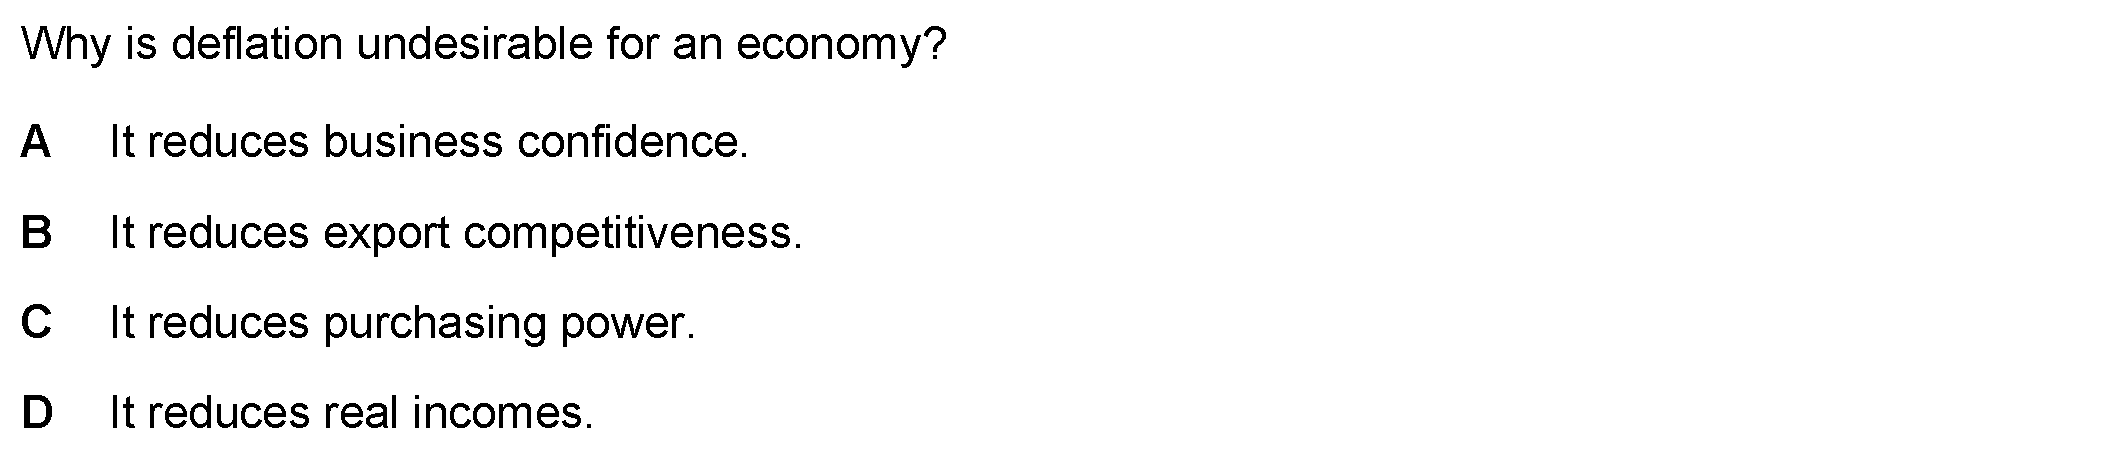 Why is deflation undesirable for an economy?
A It reduces business confidence.
B It reduces export competitiveness.
C It reduces purchasing power.
D It reduces real incomes.